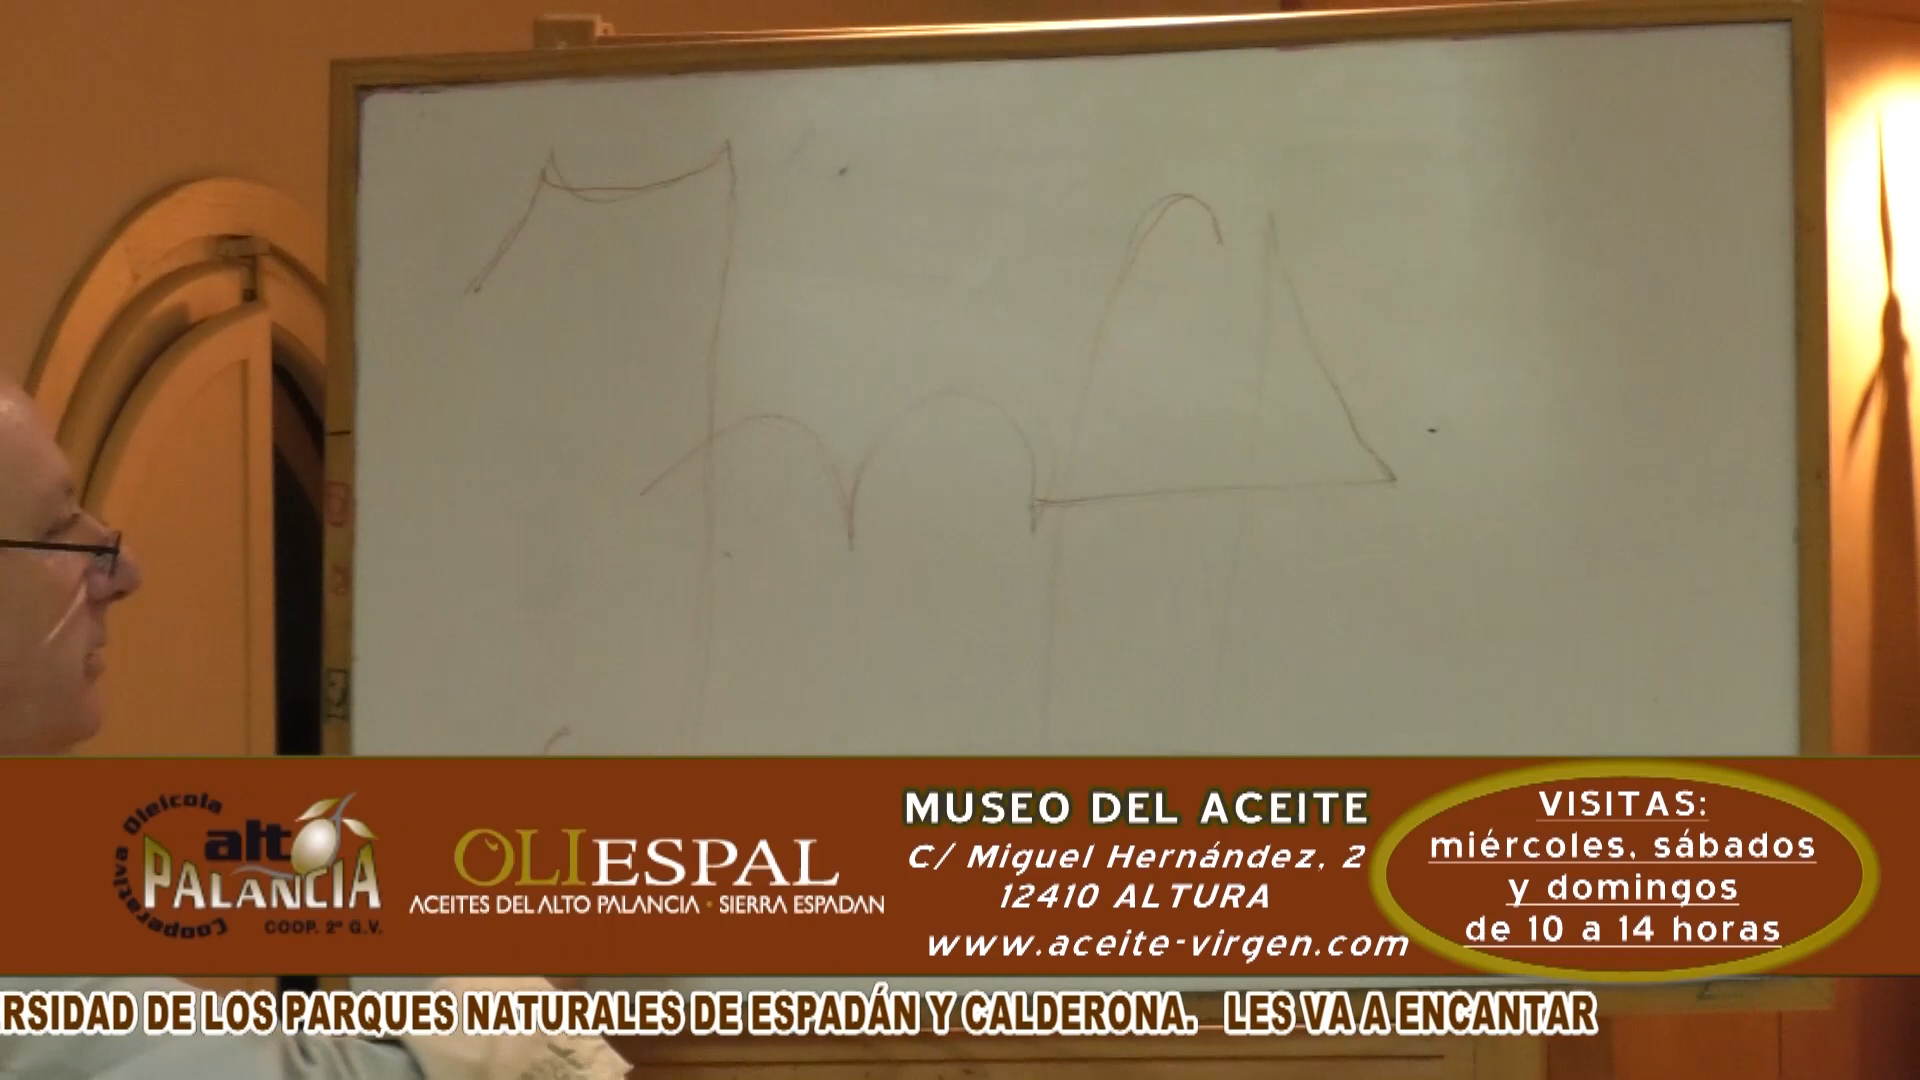 Cooperativa Oleícola
alto
PALANCIA
COOP. 2º G.V.
OLIESPAL
ACEITES DEL ALTO PALANCIA · SIERRA ESPADAN
MUSEO DEL ACEITE
C/ Miguel Hernández, 2
12410 ALTURA
www.aceite-virgen.com
VISITAS:
miércoles, sábados
y domingos
de 10 a 14 horas
RSIDAD DE LOS PARQUES NATURALES DE ESPADÁN Y CALDERONA. LES VA A ENCANTAR